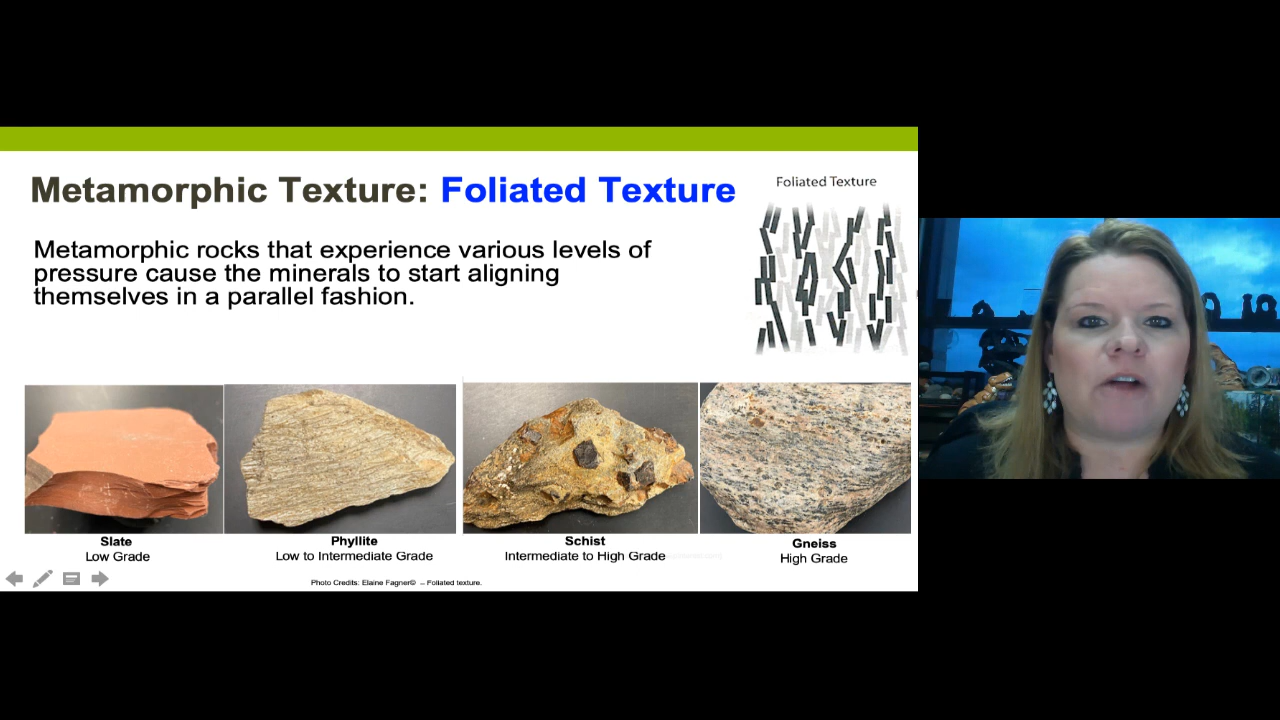 Metamorphic Texture: Foliated Texture
Foliated Texture
Metamorphic rocks that experience various levels of
pressure cause the minerals to start aligning
themselves in a parallel fashion.
Slate
Low Grade
Phyllite
Low to Intermediate Grade
Schist
Intermediate to High Grade
Gneiss
High Grade
Photo Credits: Elaine Fagner© – Foliated texture.